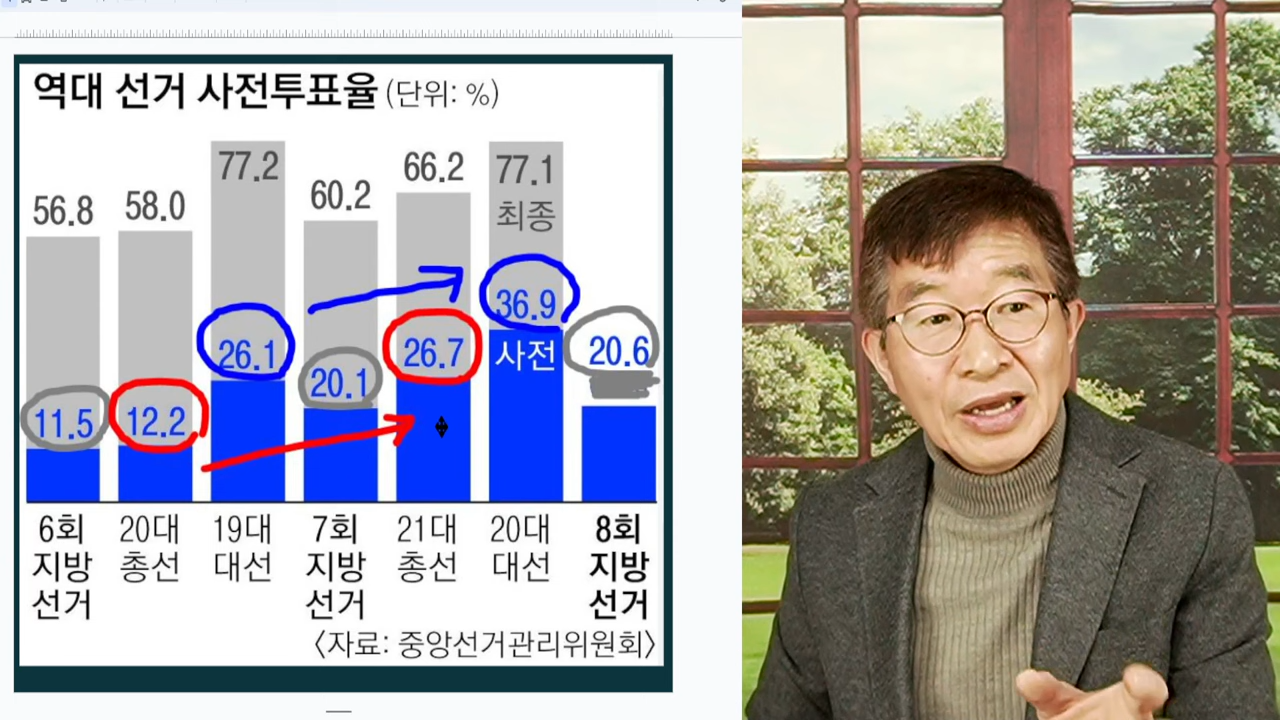 역대 선거 사전투표율 (단위: %)
56.8 58.0 77.2 60.2 66.2 77.1
최종
11.5 12.2 26.1 20.1 26.7 36.9 20.6
사전
6회 지방 선거
20대 총선
19대 대선
7회 지방 선거
21대 총선
20대 대선
8회 지방 선거
〈자료: 중앙선거관리위원회〉